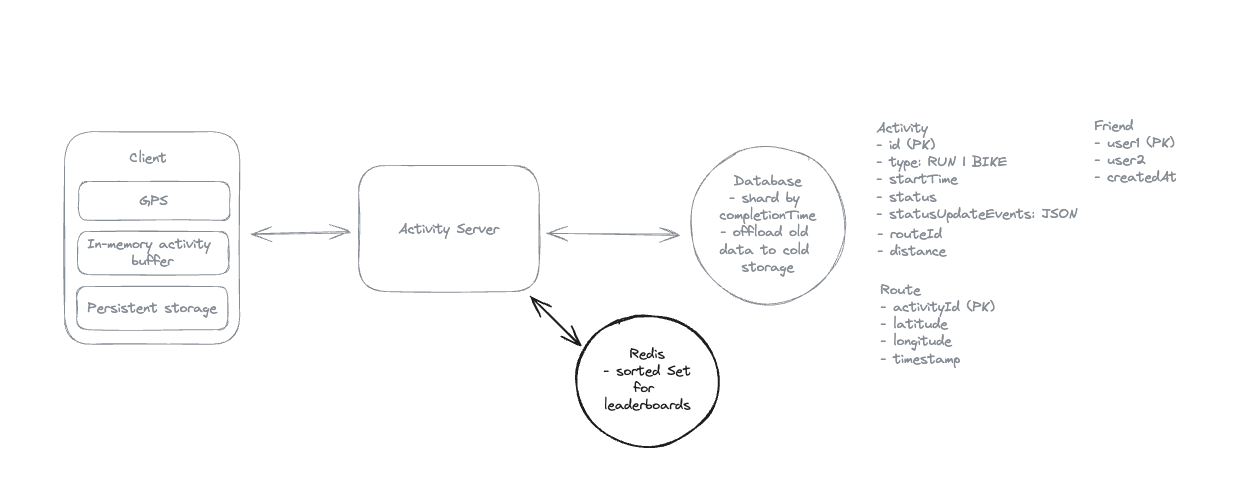 Client
GPS
In-memory activity
buffer
Persistent storage
Activity Server
Database
- shard by
completionTime
- offload old
data to cold
storage
Redis
- sorted Set
for
leaderboards
Activity
- id (PK)
- type: RUN | BIKE
- startTime
- status
- statusUpdateEvents: JSON
- routeId
- distance
Friend
- user1 (PK)
- user2
- createdAt
Route
- activityId (PK)
- latitude
- longitude
- timestamp